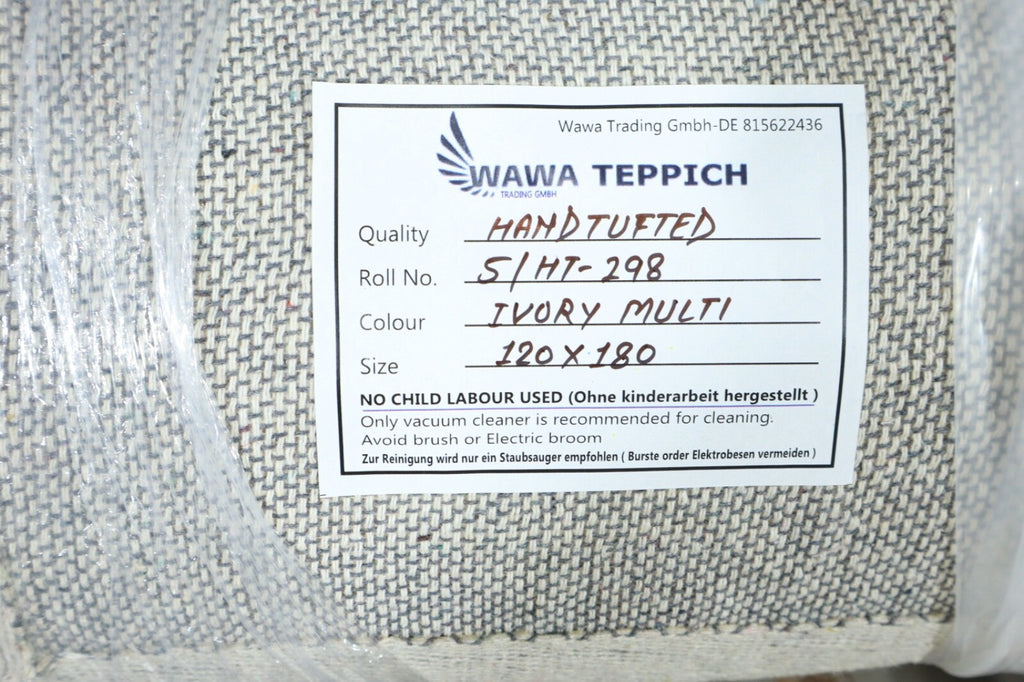 Wawa Trading Gmbh-DE 815622436
WAWA TEPPICH
TRADING GMBH
Quality HANDTUFTED
Roll No. S/HT-298
Colour IVORY MULTI
Size 120 X 180
NO CHILD LABOUR USED (Ohne kinderarbeit hergestellt )
Only vacuum cleaner is recommended for cleaning.
Avoid brush or Electric broom
Zur Reinigung wird nur ein Staubsauger empfohlen ( Burste order Elektrobesen vermeiden )